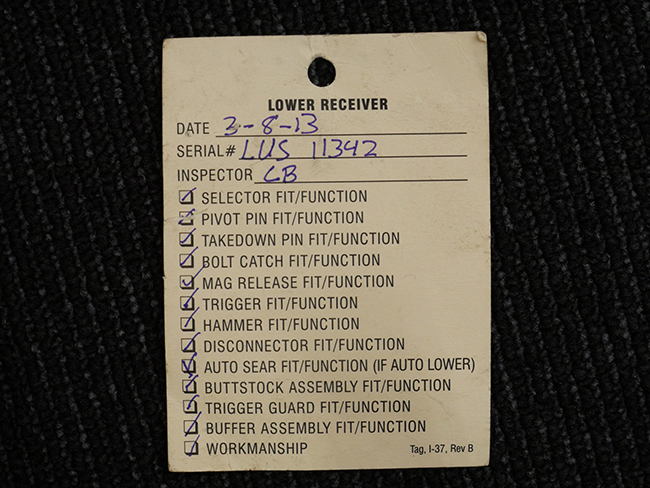 LOWER RECEIVER
DATE 3-8-13
SERIAL# LUS 11342
INSPECTOR CB
SELECTOR FIT/FUNCTION
PIVOT PIN FIT/FUNCTION
TAKEDOWN PIN FIT/FUNCTION
BOLT CATCH FIT/FUNCTION
MAG RELEASE FIT/FUNCTION
TRIGGER FIT/FUNCTION
HAMMER FIT/FUNCTION
DISCONNECTOR FIT/FUNCTION
AUTO SEAR FIT/FUNCTION (IF AUTO LOWER)
BUTTSTOCK ASSEMBLY FIT/FUNCTION
TRIGGER GUARD FIT/FUNCTION
BUFFER ASSEMBLY FIT/FUNCTION
WORKMANSHIP Tag, I-37, Rev B